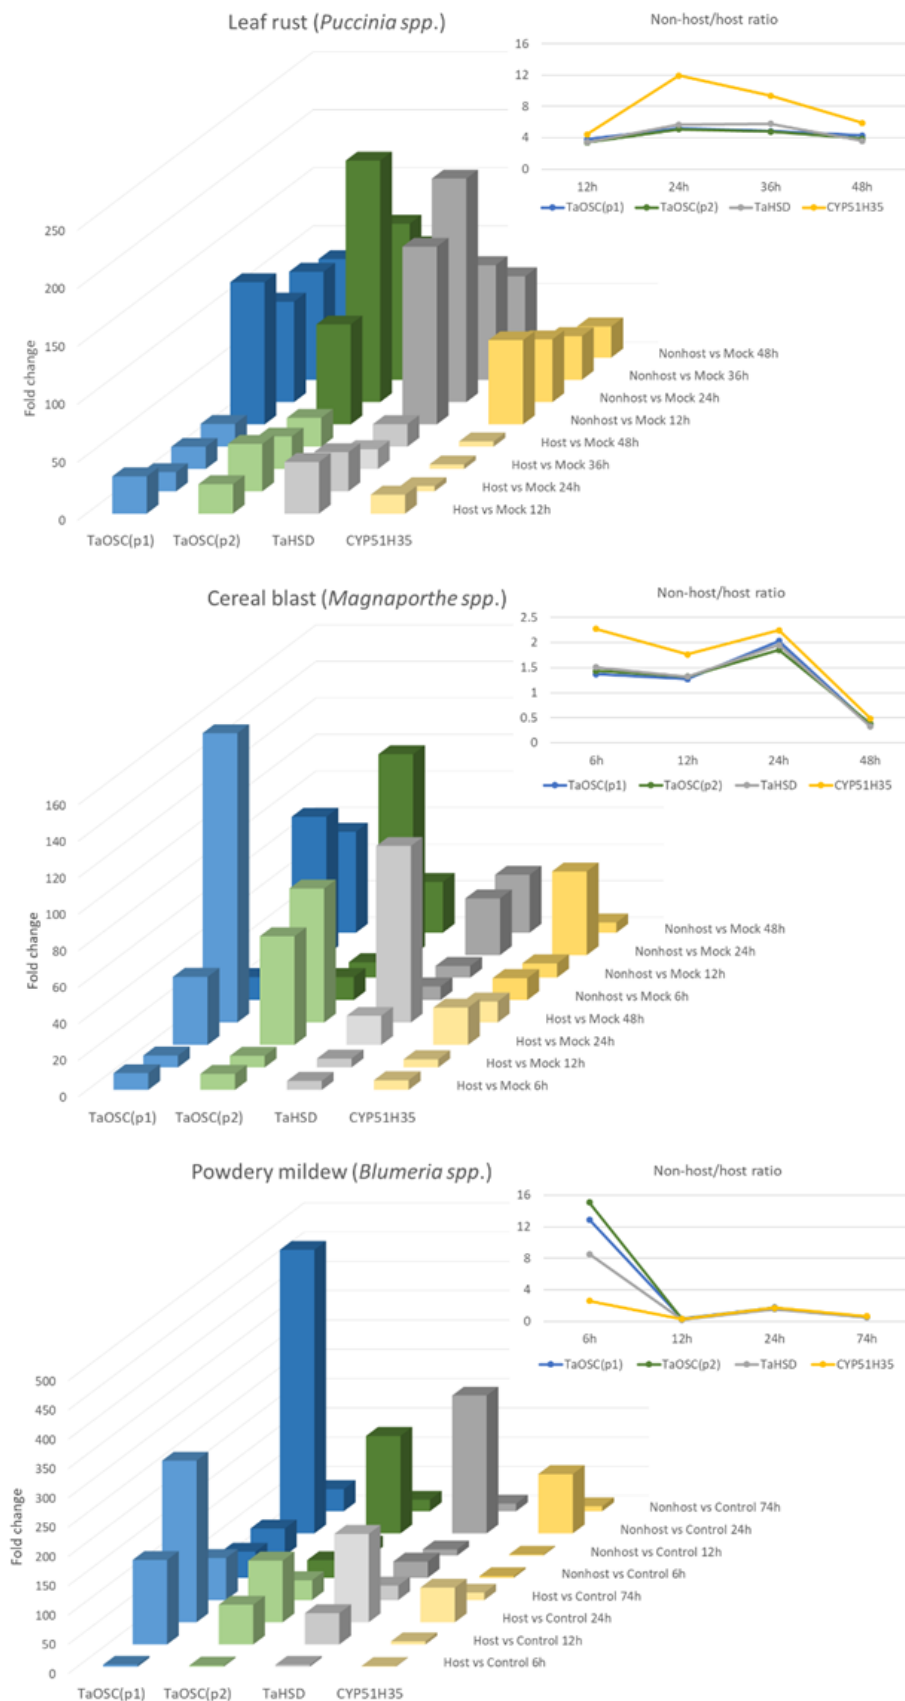 Leaf rust (Puccinia spp.)
Non-host/host ratio
16
12
8
4
0
12h 24h 36h 48h
TaOSC(p1) TaOSC(p2) TaHSD CYP51H35
250
200
150
100
50
0
Fold change
Nonhost vs Mock 48h
Nonhost vs Mock 36h
Nonhost vs Mock 24h
Nonhost vs Mock 12h
Host vs Mock 48h
Host vs Mock 36h
Host vs Mock 24h
Host vs Mock 12h
TaOSC(p1) TaOSC(p2) TaHSD CYP51H35
Cereal blast (Magnaporthe spp.)
Non-host/host ratio
2.5
2
1.5
1
0.5
0
6h 12h 24h 48h
TaOSC(p1) TaOSC(p2) TaHSD CYP51H35
160
140
120
100
80
60
40
20
0
Fold change
Nonhost vs Mock 48h
Nonhost vs Mock 24h
Nonhost vs Mock 12h
Nonhost vs Mock 6h
Host vs Mock 48h
Host vs Mock 24h
Host vs Mock 12h
Host vs Mock 6h
TaOSC(p1) TaOSC(p2) TaHSD CYP51H35
Powdery mildew (Blumeria spp.)
Non-host/host ratio
16
12
8
4
0
6h 12h 24h 74h
TaOSC(p1) TaOSC(p2) TaHSD CYP51H35
500
450
400
350
300
250
200
150
100
50
0
Fold change
Nonhost vs Control 74h
Nonhost vs Control 24h
Nonhost vs Control 12h
Nonhost vs Control 6h
Host vs Control 74h
Host vs Control 24h
Host vs Control 12h
Host vs Control 6h
TaOSC(p1) TaOSC(p2) TaHSD CYP51H35